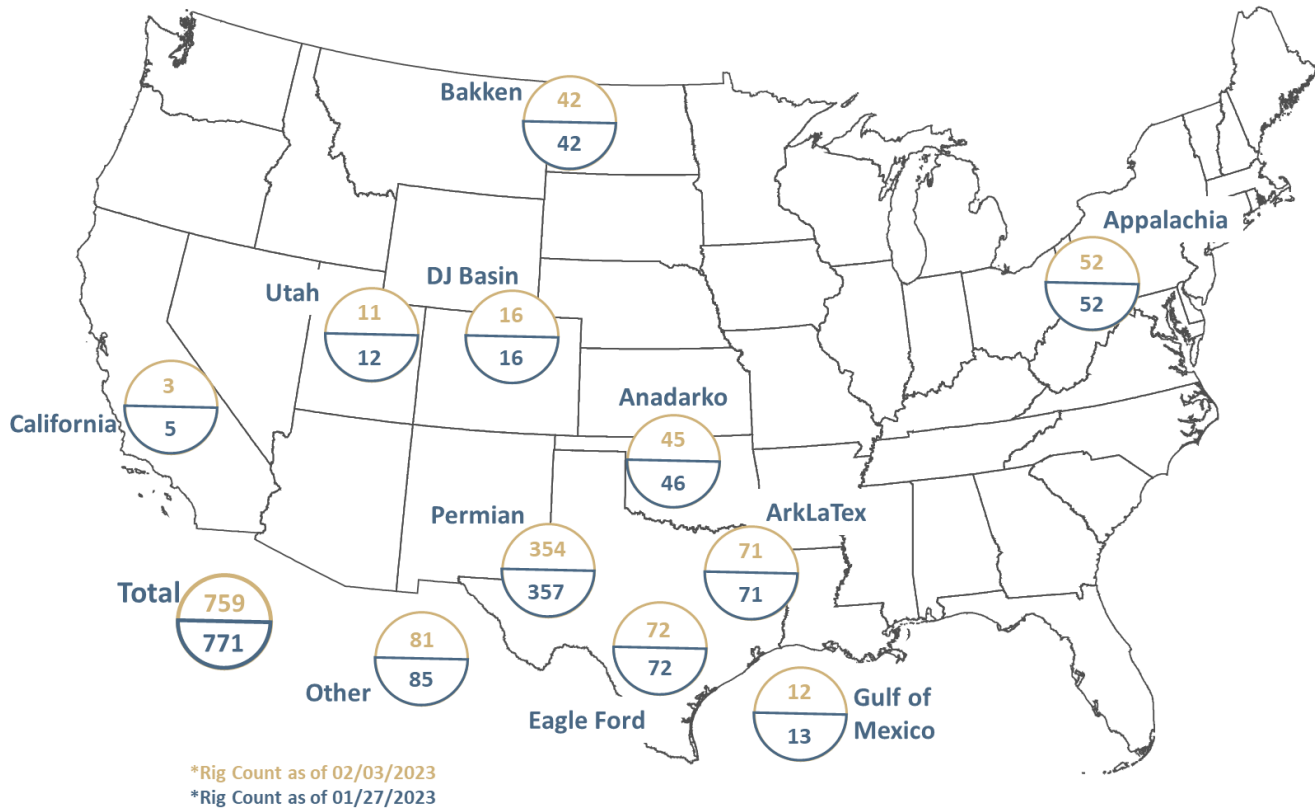 Bakken
42
42
Appalachia
52
52
Utah
11
12
DJ Basin
16
16
California
3
5
Anadarko
45
46
Permian
354
357
ArkLaTex
71
71
Total
759
771
Other
81
85
Eagle Ford
72
72
Gulf of
Mexico
12
13
*Rig Count as of 02/03/2023
*Rig Count as of 01/27/2023